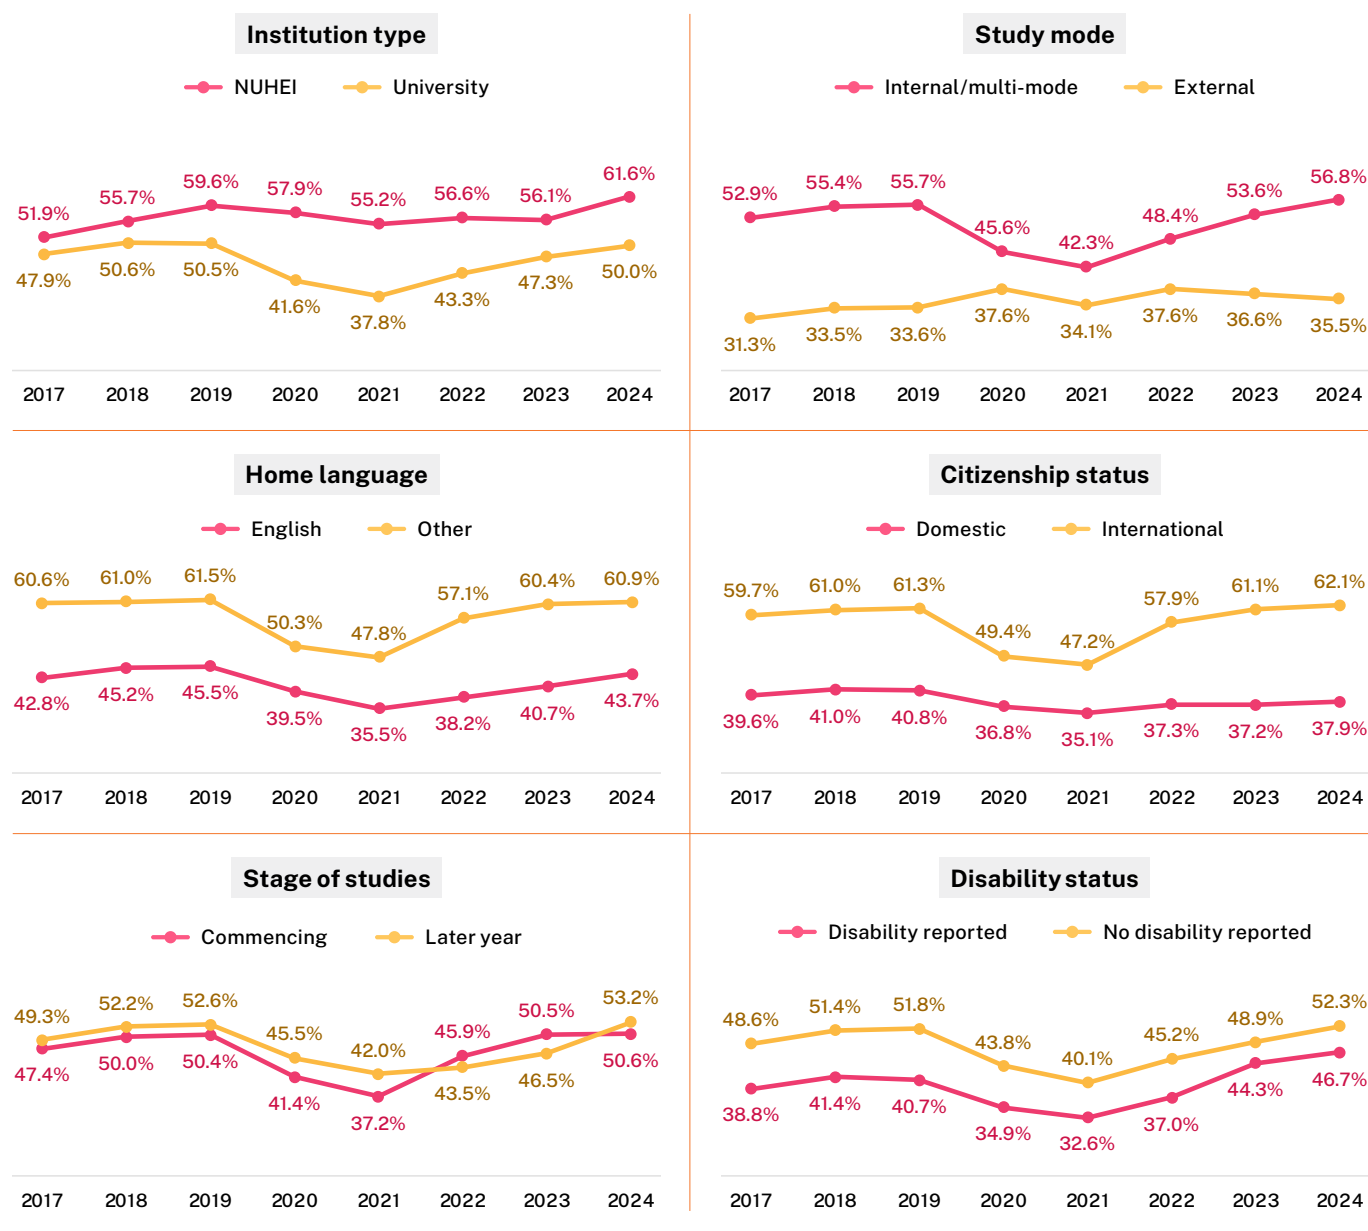 Institution type
NUHEI University
51.9% 55.7% 59.6% 57.9% 55.2% 56.6% 56.1% 61.6%
47.9% 50.6% 50.5% 41.6% 37.8% 43.3% 47.3% 50.0%
2017 2018 2019 2020 2021 2022 2023 2024
Study mode
Internal/multi-mode External
52.9% 55.4% 55.7% 45.6% 42.3% 48.4% 53.6% 56.8%
31.3% 33.5% 33.6% 37.6% 34.1% 37.6% 36.6% 35.5%
2017 2018 2019 2020 2021 2022 2023 2024
Home language
English Other
60.6% 61.0% 61.5% 50.3% 47.8% 57.1% 60.4% 60.9%
42.8% 45.2% 45.5% 39.5% 35.5% 38.2% 40.7% 43.7%
2017 2018 2019 2020 2021 2022 2023 2024
Citizenship status
Domestic International
59.7% 61.0% 61.3% 49.4% 47.2% 57.9% 61.1% 62.1%
39.6% 41.0% 40.8% 36.8% 35.1% 37.3% 37.2% 37.9%
2017 2018 2019 2020 2021 2022 2023 2024
Stage of studies
Commencing Later year
49.3% 52.2% 52.6% 45.5% 42.0% 45.9% 50.5% 53.2%
47.4% 50.0% 50.4% 41.4% 37.2% 43.5% 46.5% 50.6%
2017 2018 2019 2020 2021 2022 2023 2024
Disability status
Disability reported No disability reported
48.6% 51.4% 51.8% 43.8% 40.1% 45.2% 48.9% 52.3%
38.8% 41.4% 40.7% 34.9% 32.6% 37.0% 44.3% 46.7%
2017 2018 2019 2020 2021 2022 2023 2024